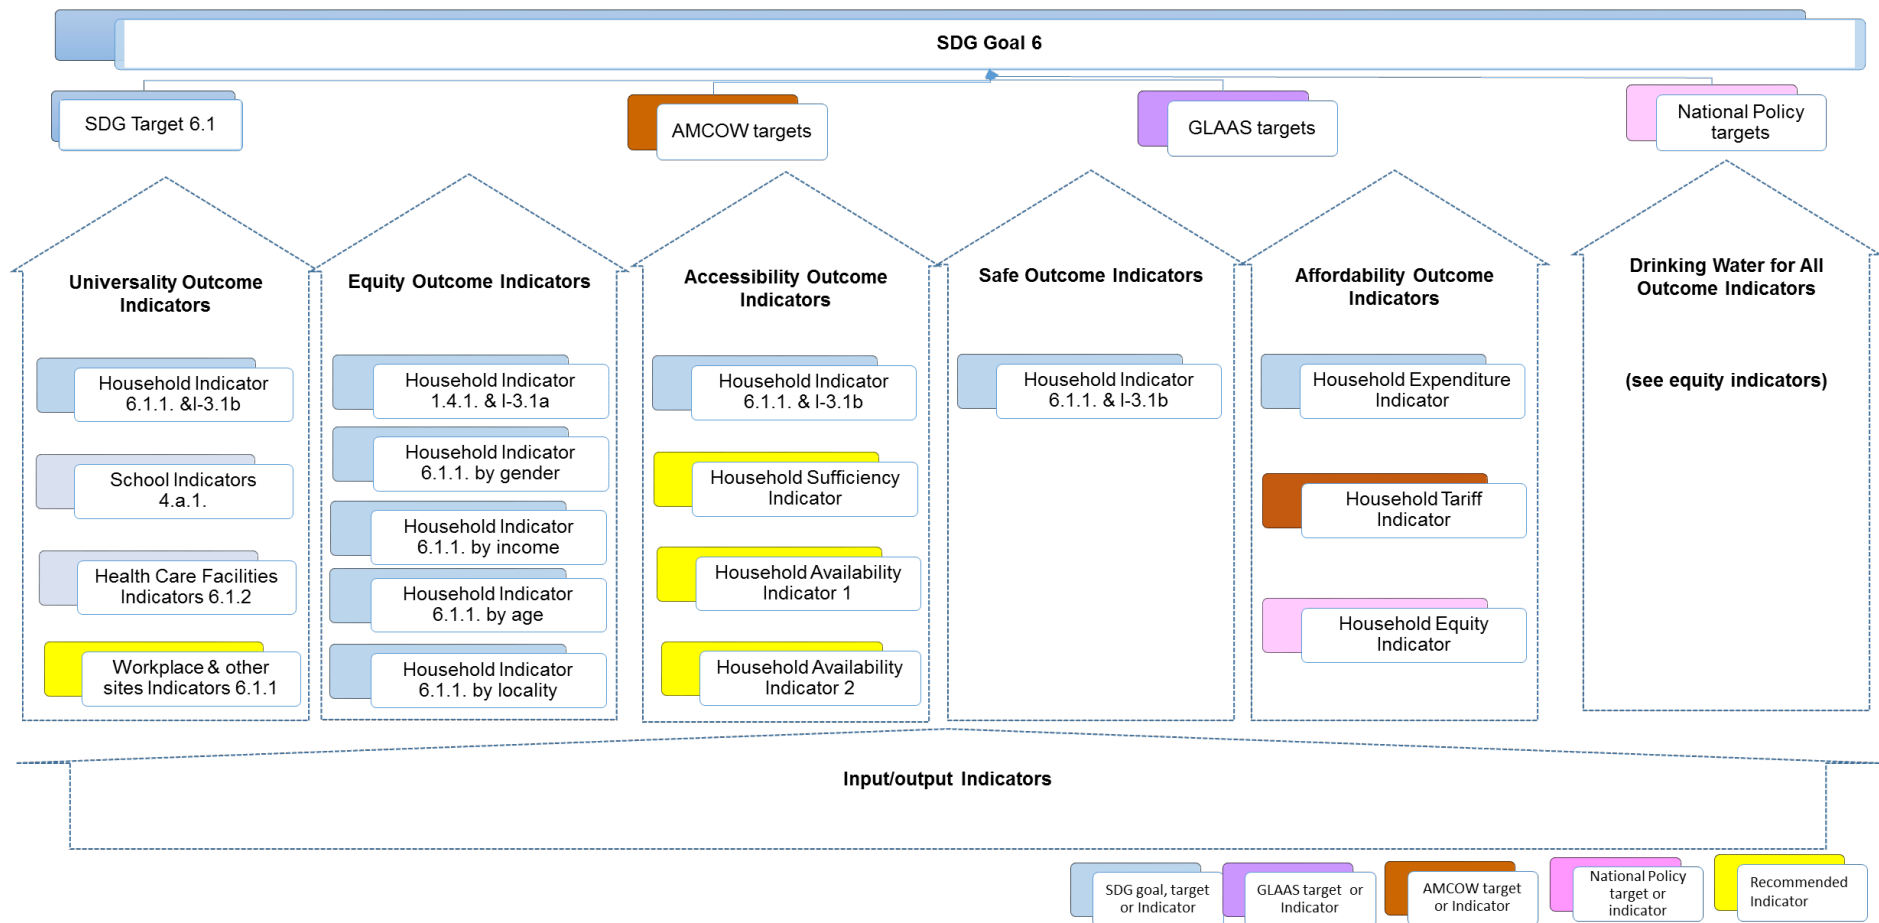 SDG Goal 6
SDG Target 6.1
AMCOW targets
GLAAS targets
National Policy
targets
Universality Outcome
Indicators
Household Indicator
6.1.1. &I-3.1b
School Indicators
4.a.1.
Health Care Facilities
Indicators 6.1.2
Workplace & other
sites Indicators 6.1.1
Equity Outcome Indicators
Household Indicator
1.4.1. & I-3.1a
Household Indicator
6.1.1. by gender
Household Indicator
6.1.1. by income
Household Indicator
6.1.1. by age
Household Indicator
6.1.1. by locality
Accessibility Outcome
Indicators
Household Indicator
6.1.1. & I-3.1b
Household Sufficiency
Indicator
Household Availability
Indicator 1
Household Availability
Indicator 2
Safe Outcome Indicators
Household Indicator
6.1.1. & I-3.1b
Affordability Outcome
Indicators
Household Expenditure
Indicator
Household Tariff
Indicator
Household Equity
Indicator
Drinking Water for All
Outcome Indicators
(see equity indicators)
Input/output Indicators
SDG goal, target
or Indicator
GLAAS target or
Indicator
AMCOW target
or Indicator
National Policy
target or
indicator
Recommended
Indicator